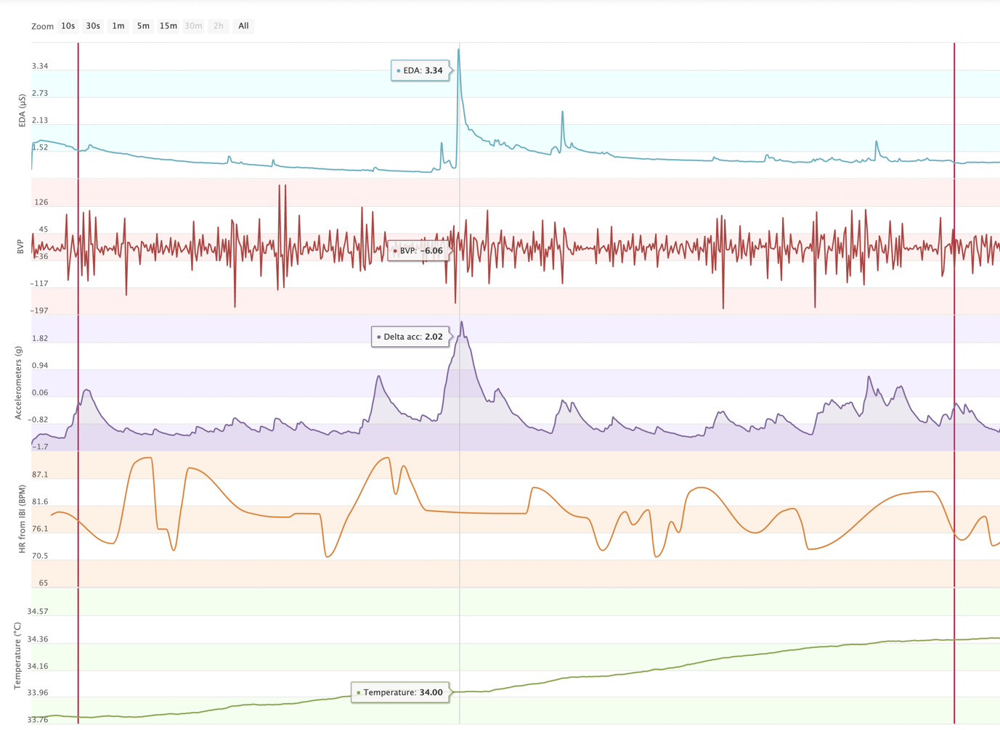 Zoom 10s 30s 1m 5m 15m 30m 2h All
EDA (μS)
3.34
2.73
2.13
1.52
EDA: 3.34
BVP
126
45
-36
-117
-197
BVP: -6.06
Accelerometers (g)
1.82
0.94
0.06
-0.82
-1.7
Delta acc: 2.02
HR from IBI (BPM)
87.1
81.6
76.1
70.5
65
Temperature (°C)
34.57
34.36
34.16
33.96
33.76
Temperature: 34.00